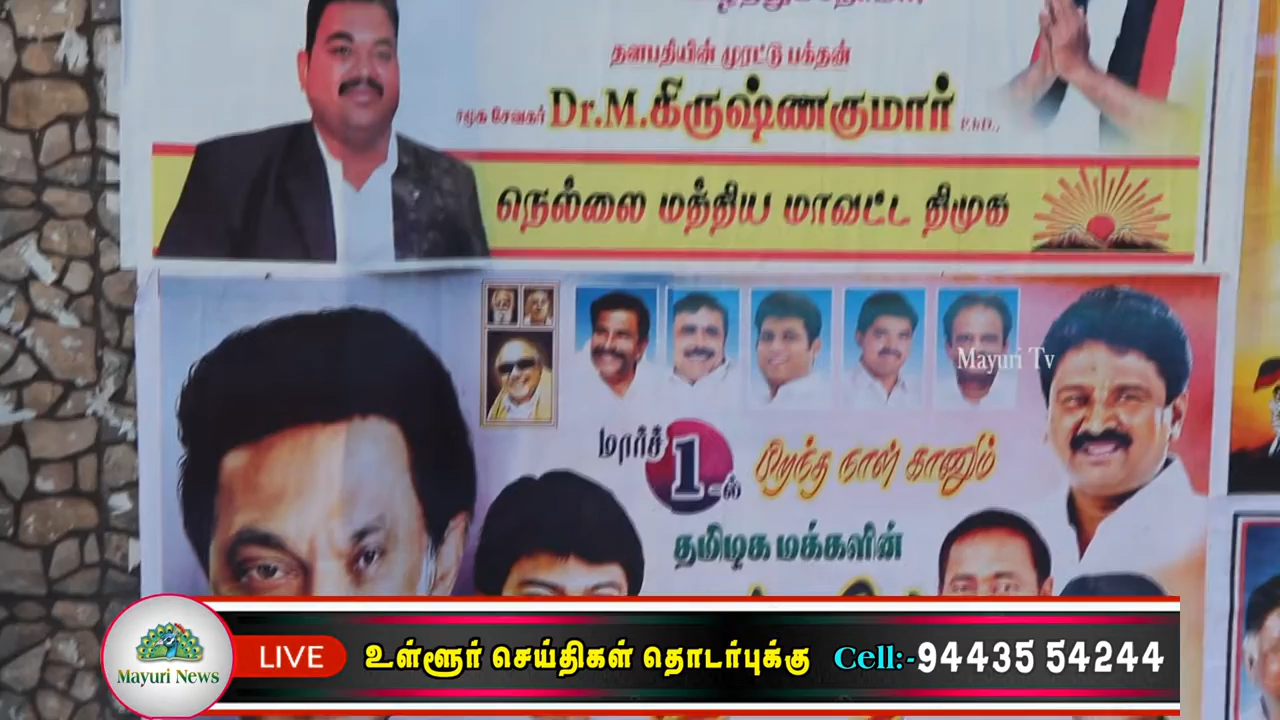 தளபதியின் முரட்டு பக்தன்
சமூக சேவகர் Dr.M.கிருஷ்ணகுமார் P.hD.,
நெல்லை மத்திய மாவட்ட திமுக
Mayuri Tv
மார்ச் 1-ல் பிறந்த நாள் காணும்
தமிழக மக்களின்
Mayuri News
LIVE உள்ளூர் செய்திகள் தொடர்புக்கு Cell:-94435 54244